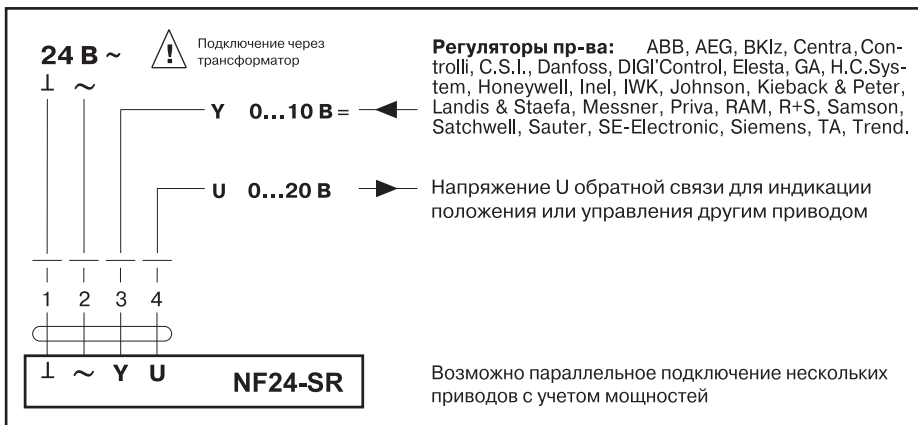 24 В ~
⊥ ~
Подключение через
трансформатор
Регуляторы пр-ва: ABB, AEG, BKIz, Centra, Con-
trolli, C.S.I., Danfoss, DIGI'Control, Elesta, GA, H.C.Sys-
tem, Honeywell, Inel, IWK, Johnson, Kieback & Peter,
Landis & Staefa, Messner, Priva, RAM, R+S, Samson,
Satchwell, Sauter, SE-Electronic, Siemens, TA, Trend.
Y 0...10 В =
U 0...20 В
Напряжение U обратной связи для индикации
положения или управления другим приводом
1 2 3 4
⊥ ~ Y U
NF24-SR
Возможно параллельное подключение нескольких
приводов с учетом мощностей